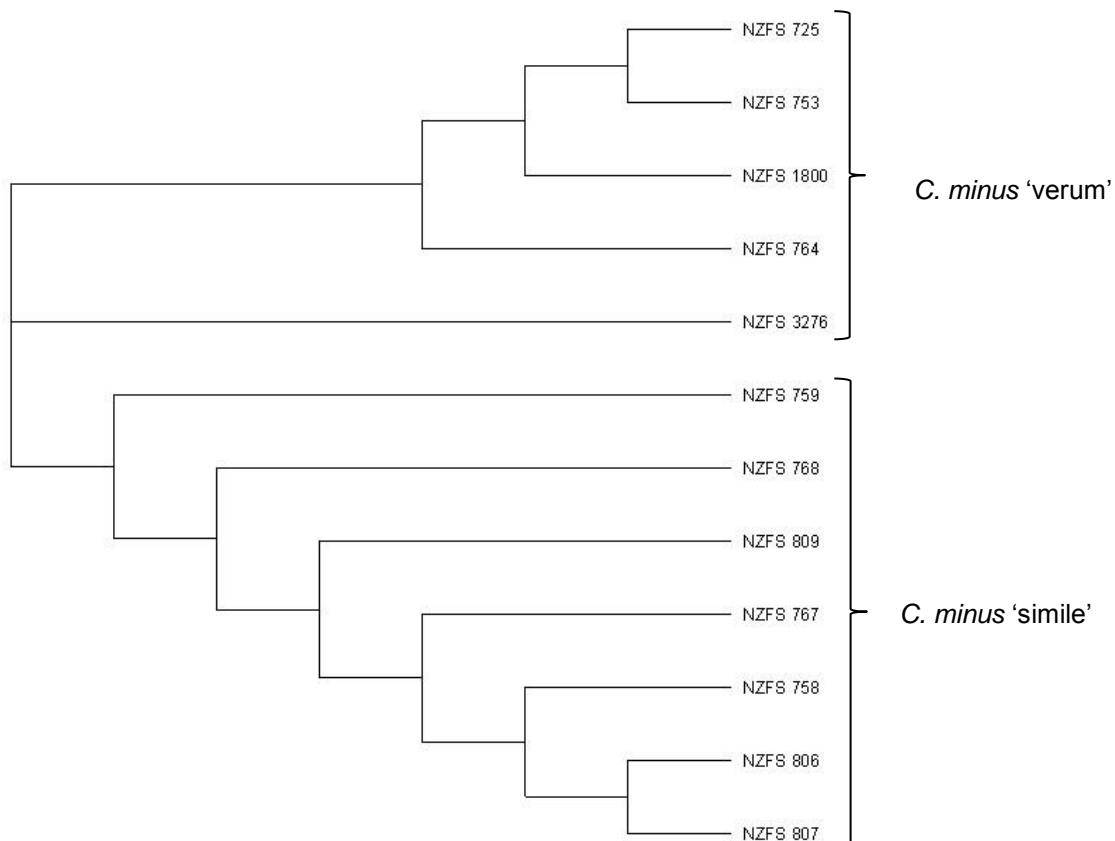 NZFS 725
NZFS 753
NZFS 1800
C. minus ‘verum’
NZFS 764
NZFS 3276
NZFS 759
NZFS 768
NZFS 809
NZFS 767
C. minus ‘simile’
NZFS 758
NZFS 806
NZFS 807